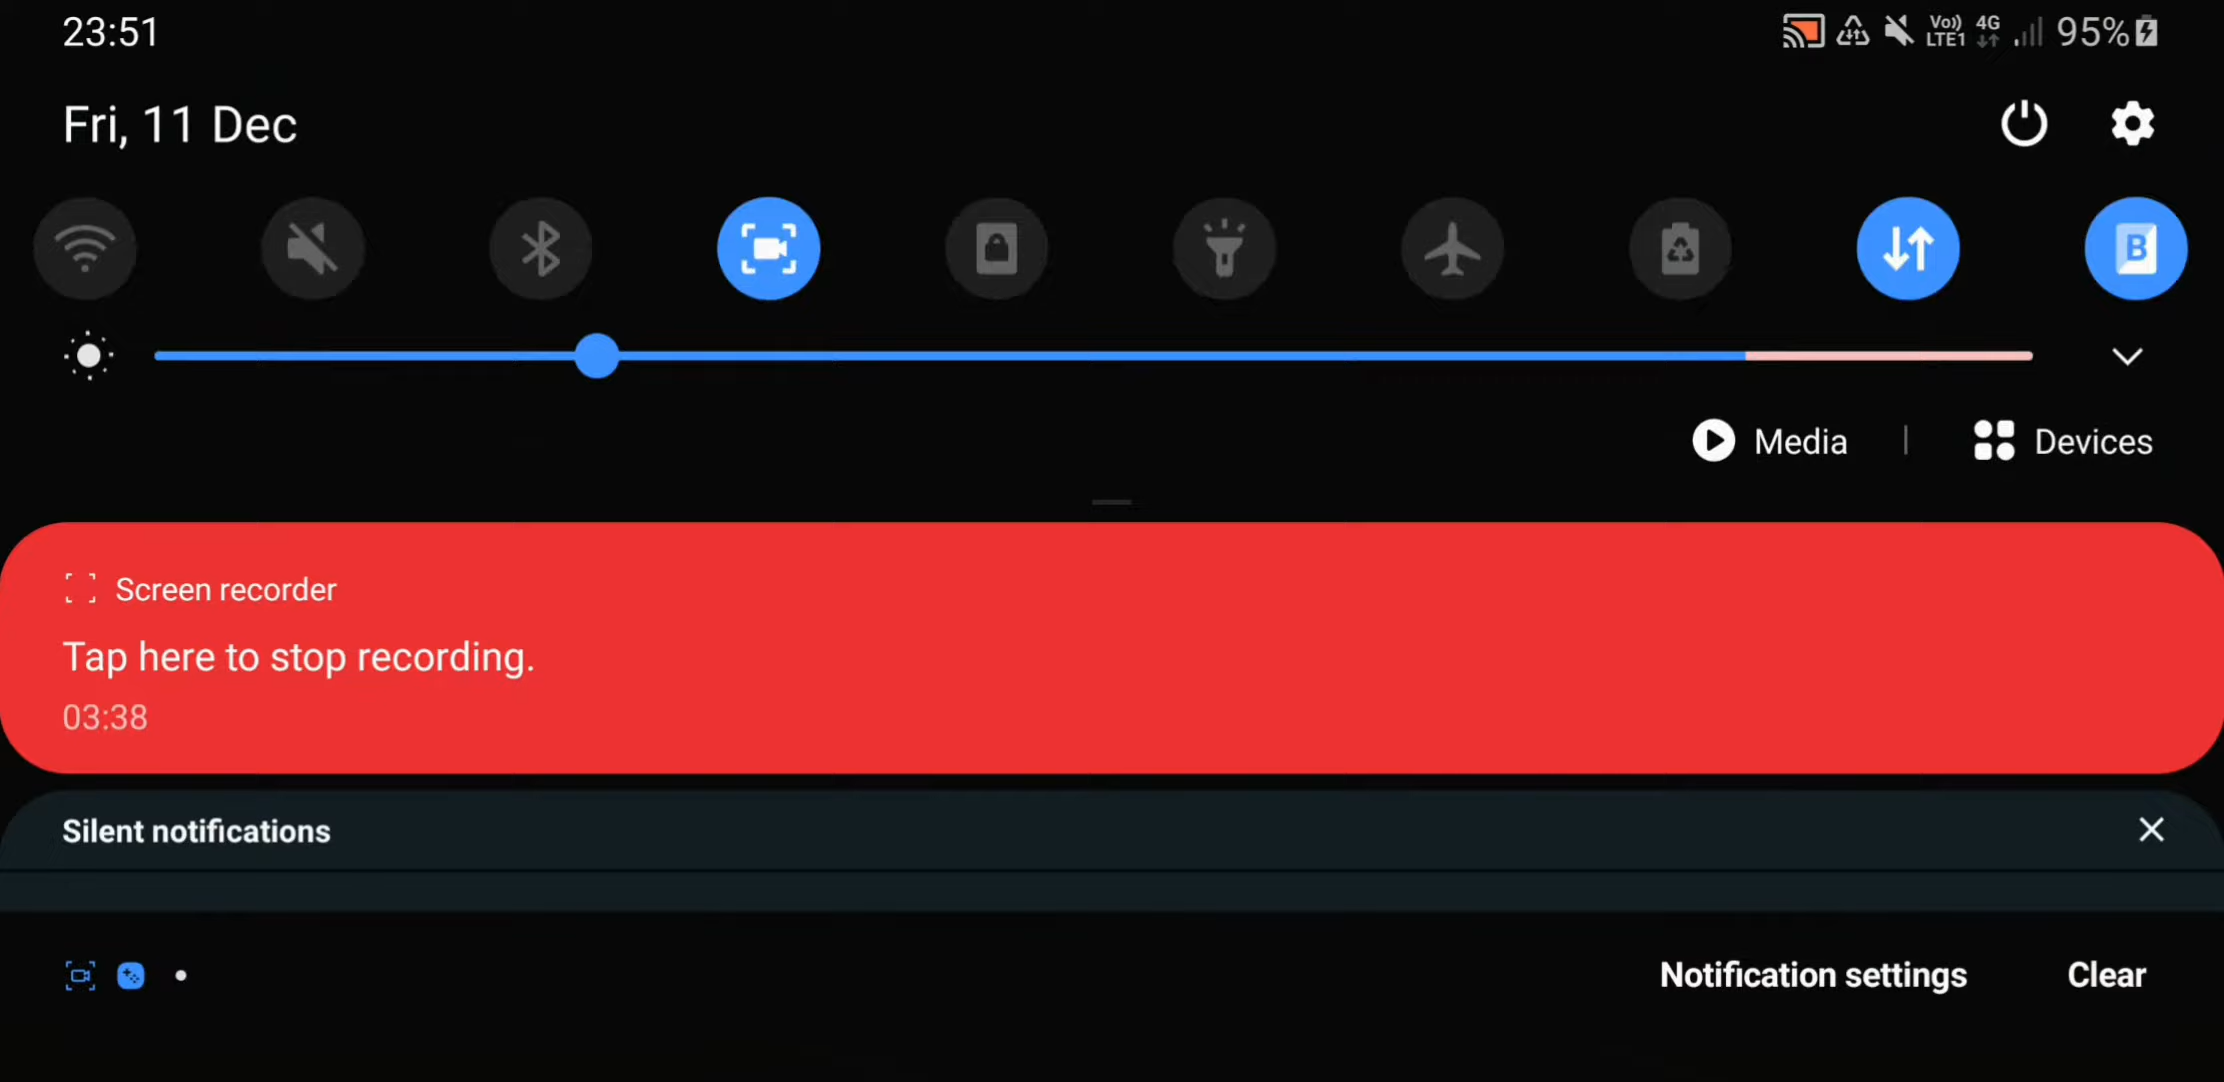 23:51
Vo)) LTE1 4G 95%
Fri, 11 Dec
B
Media | Devices
Screen recorder
Tap here to stop recording.
03:38
Silent notifications
Notification settings Clear